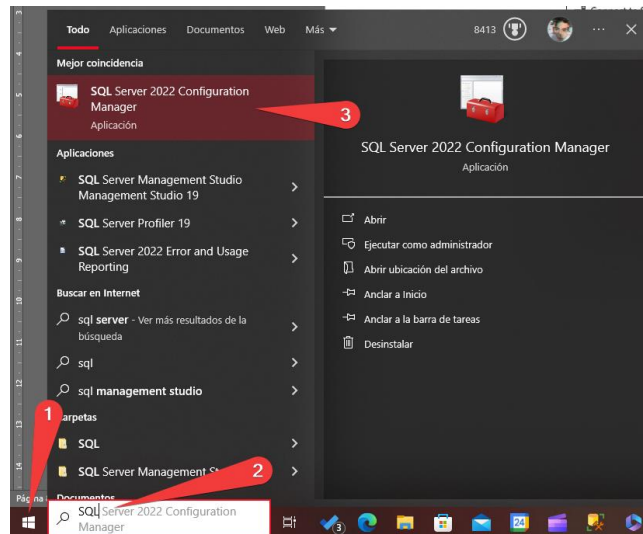 Todo Aplicaciones Documentos Web Más
8413
Mejor coincidencia
SQL Server 2022 Configuration
Manager
Aplicación
3
Aplicaciones
SQL Server Management Studio
Management Studio 19
SQL Server Profiler 19
SQL Server 2022 Error and Usage
Reporting
Buscar en Internet
sql server - Ver más resultados de la
búsqueda
sql
sql management studio
1
Carpetas
SQL
SQL Server Management
2
Documentos
SQL Server 2022 Configuration
Manager
SQL Server 2022 Configuration Manager
Aplicación
Abrir
Ejecutar como administrador
Abrir ubicación del archivo
Anclar a Inicio
Anclar a la barra de tareas
Desinstalar
Página
3
24